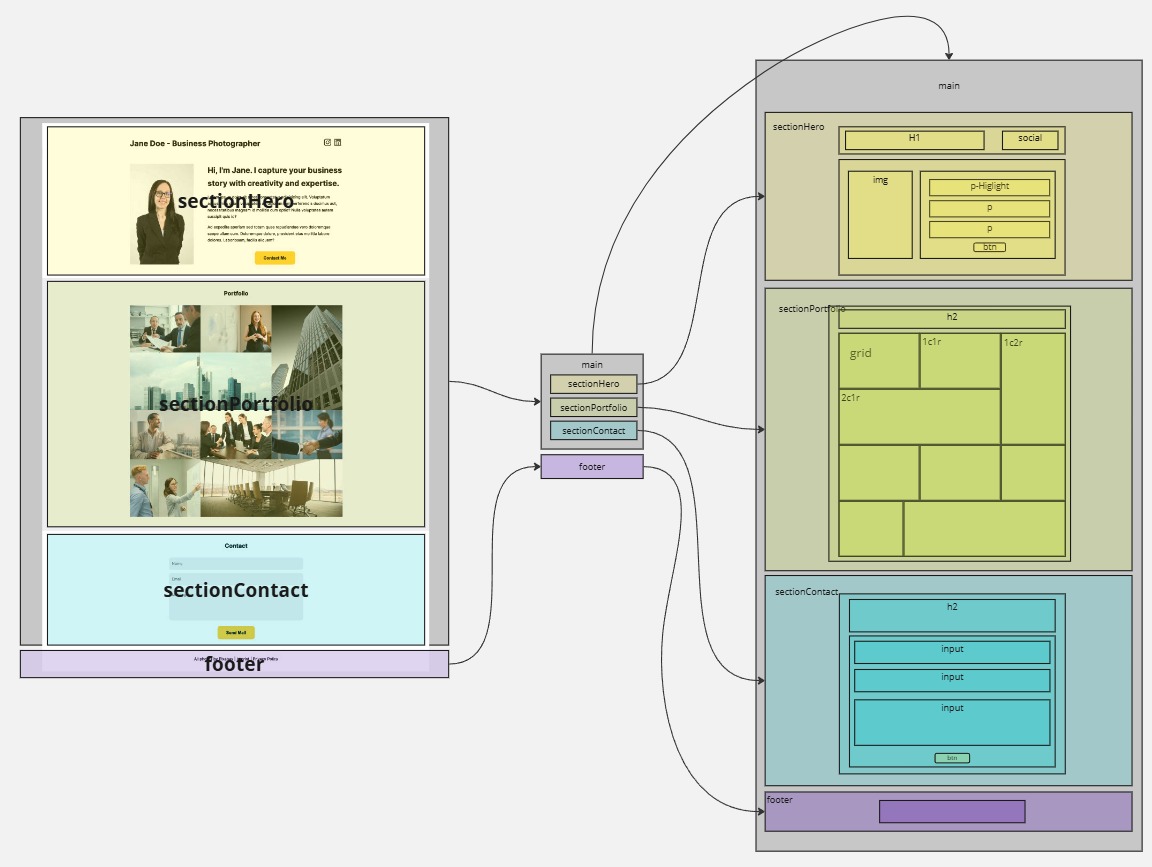 Jane Doe - Business Photographer
Hi, I'm Jane. I capture your business
story with creativity and expertise.
sectionHero
Contact Me
Portfolio
sectionPortfolio
Contact
Name
Email
sectionContact
Send Mail
footer
main
sectionHero
sectionPortfolio
sectionContact
footer
main
sectionHero
H1
social
img
p-Higlight
p
p
btn
sectionPortfolio
h2
grid
1c1r
1c2r
2c1r
sectionContact
h2
input
input
input
btn
footer